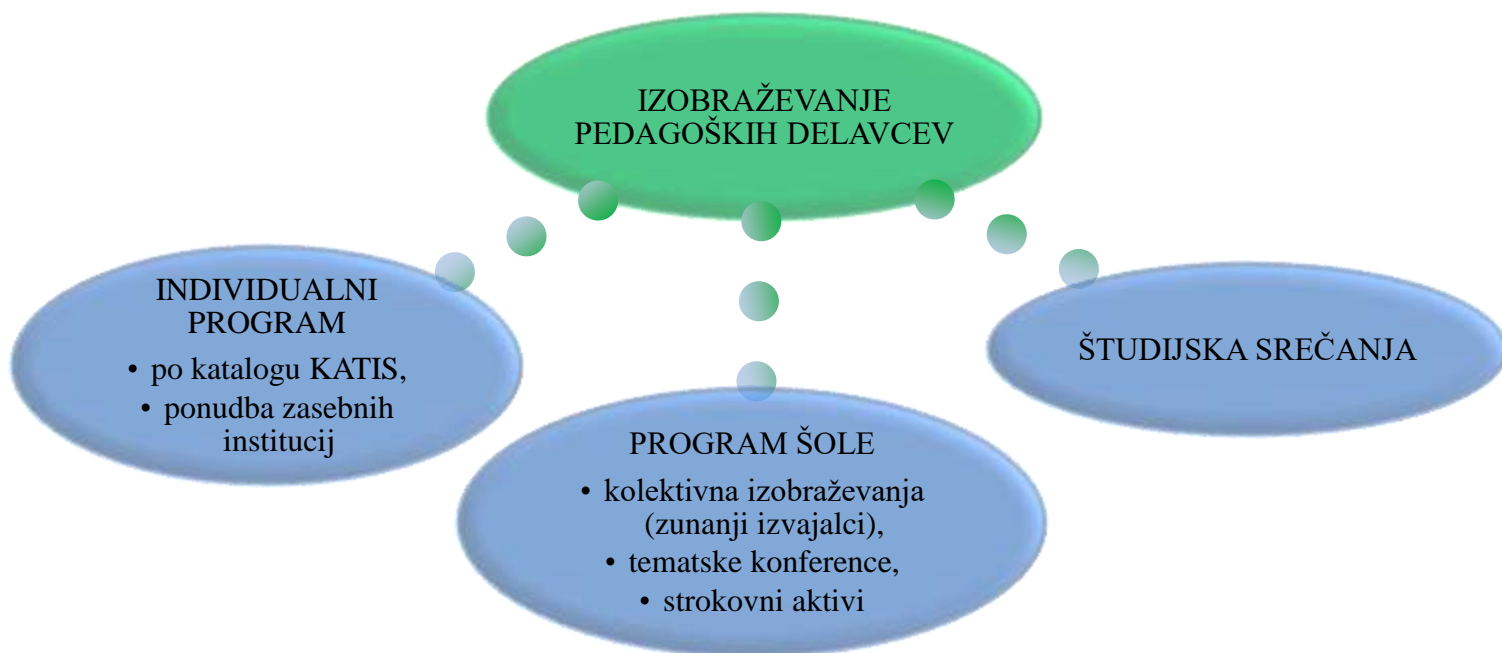 IZOBRAŽEVANJE
PEDAGOŠKIH DELAVCEV
INDIVIDUALNI
PROGRAM
• po katalogu KATIS,
• ponudba zasebnih
institucij
PROGRAM ŠOLE
• kolektivna izobraževanja
(zunanji izvajalci),
• tematske konference,
• strokovni aktivi
ŠTUDIJSKA SREČANJA